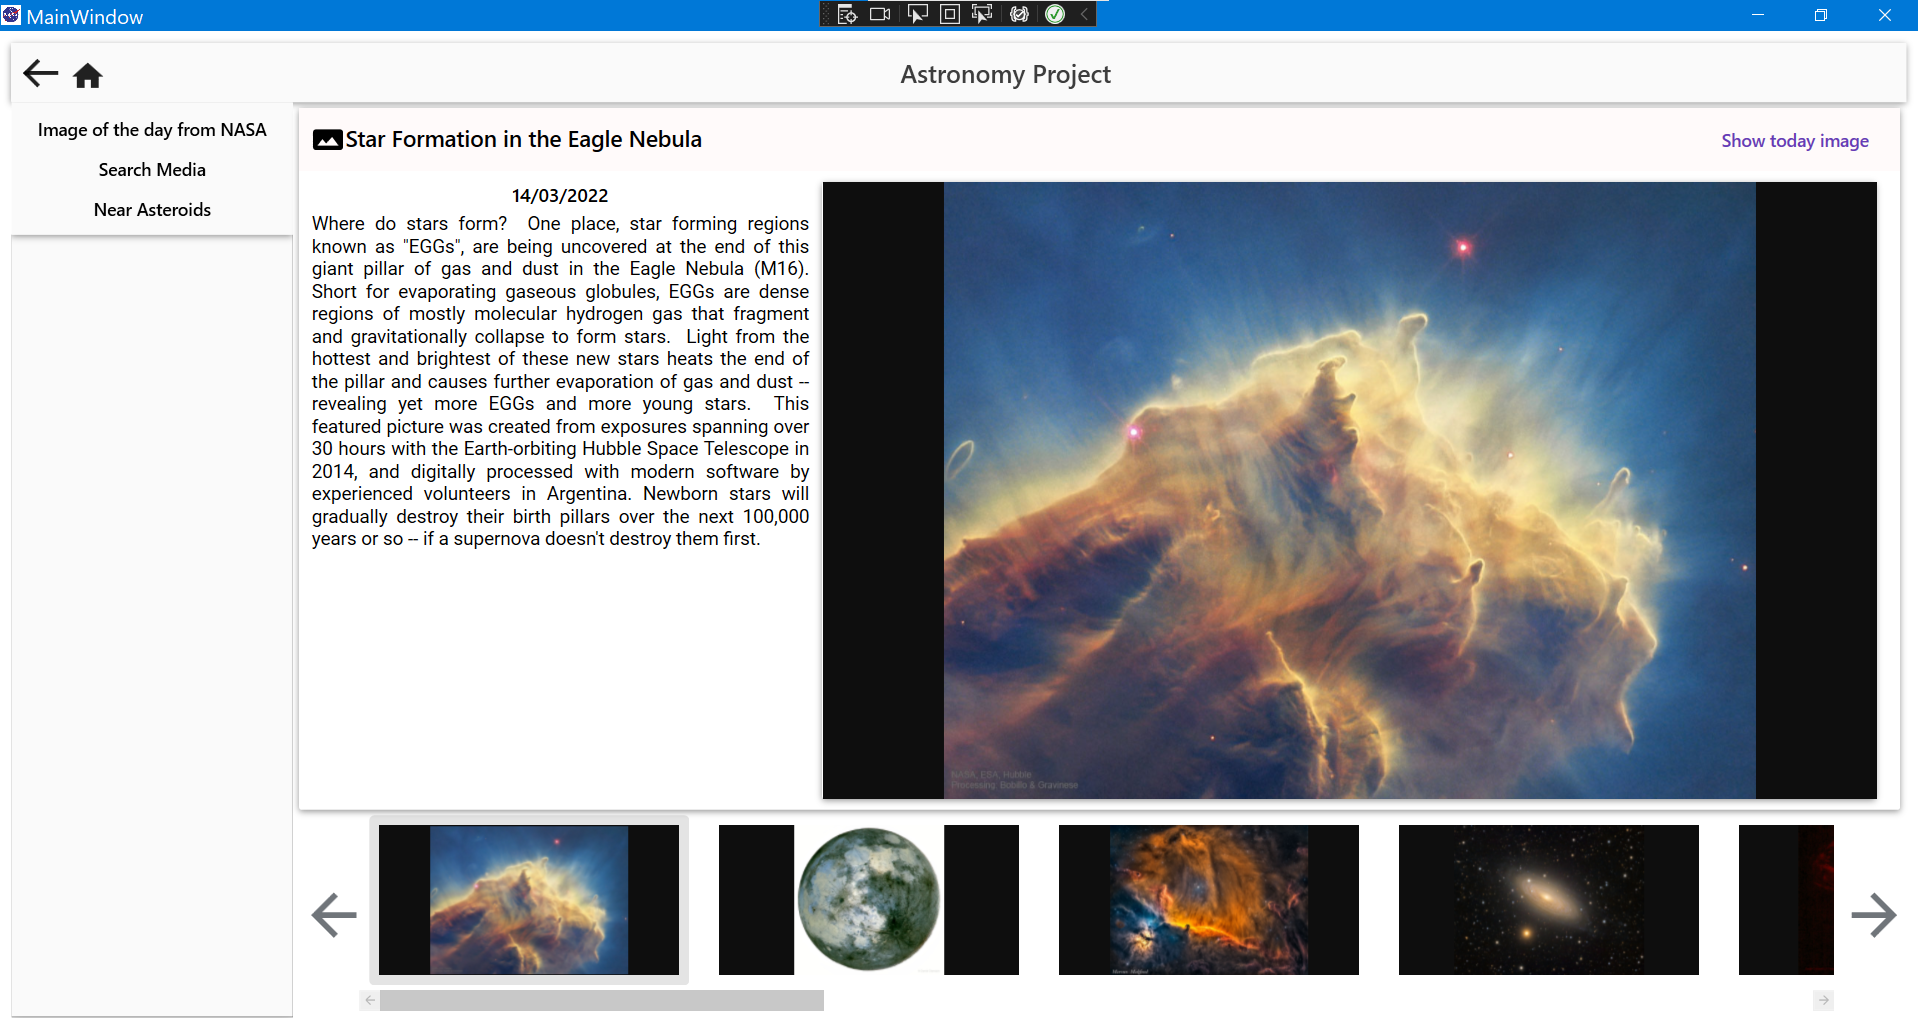 MainWindow
Astronomy Project
Image of the day from NASA
Search Media
Near Asteroids
Star Formation in the Eagle Nebula
Show today image
14/03/2022
Where do stars form?  One place, star forming regions
known as "EGGs", are being uncovered at the end of this
giant pillar of gas and dust in the Eagle Nebula (M16).
Short for evaporating gaseous globules, EGGs are dense
regions of mostly molecular hydrogen gas that fragment
and gravitationally collapse to form stars.  Light from the
hottest and brightest of these new stars heats the end of
the pillar and causes further evaporation of gas and dust --
revealing yet more EGGs and more young stars.  This
featured picture was created from exposures spanning over
30 hours with the Earth-orbiting Hubble Space Telescope in
2014, and digitally processed with modern software by
experienced volunteers in Argentina. Newborn stars will
gradually destroy their birth pillars over the next 100,000
years or so -- if a supernova doesn't destroy them first.
NASA, ESA, Hubble
Processing: Bobillo & Gravinese